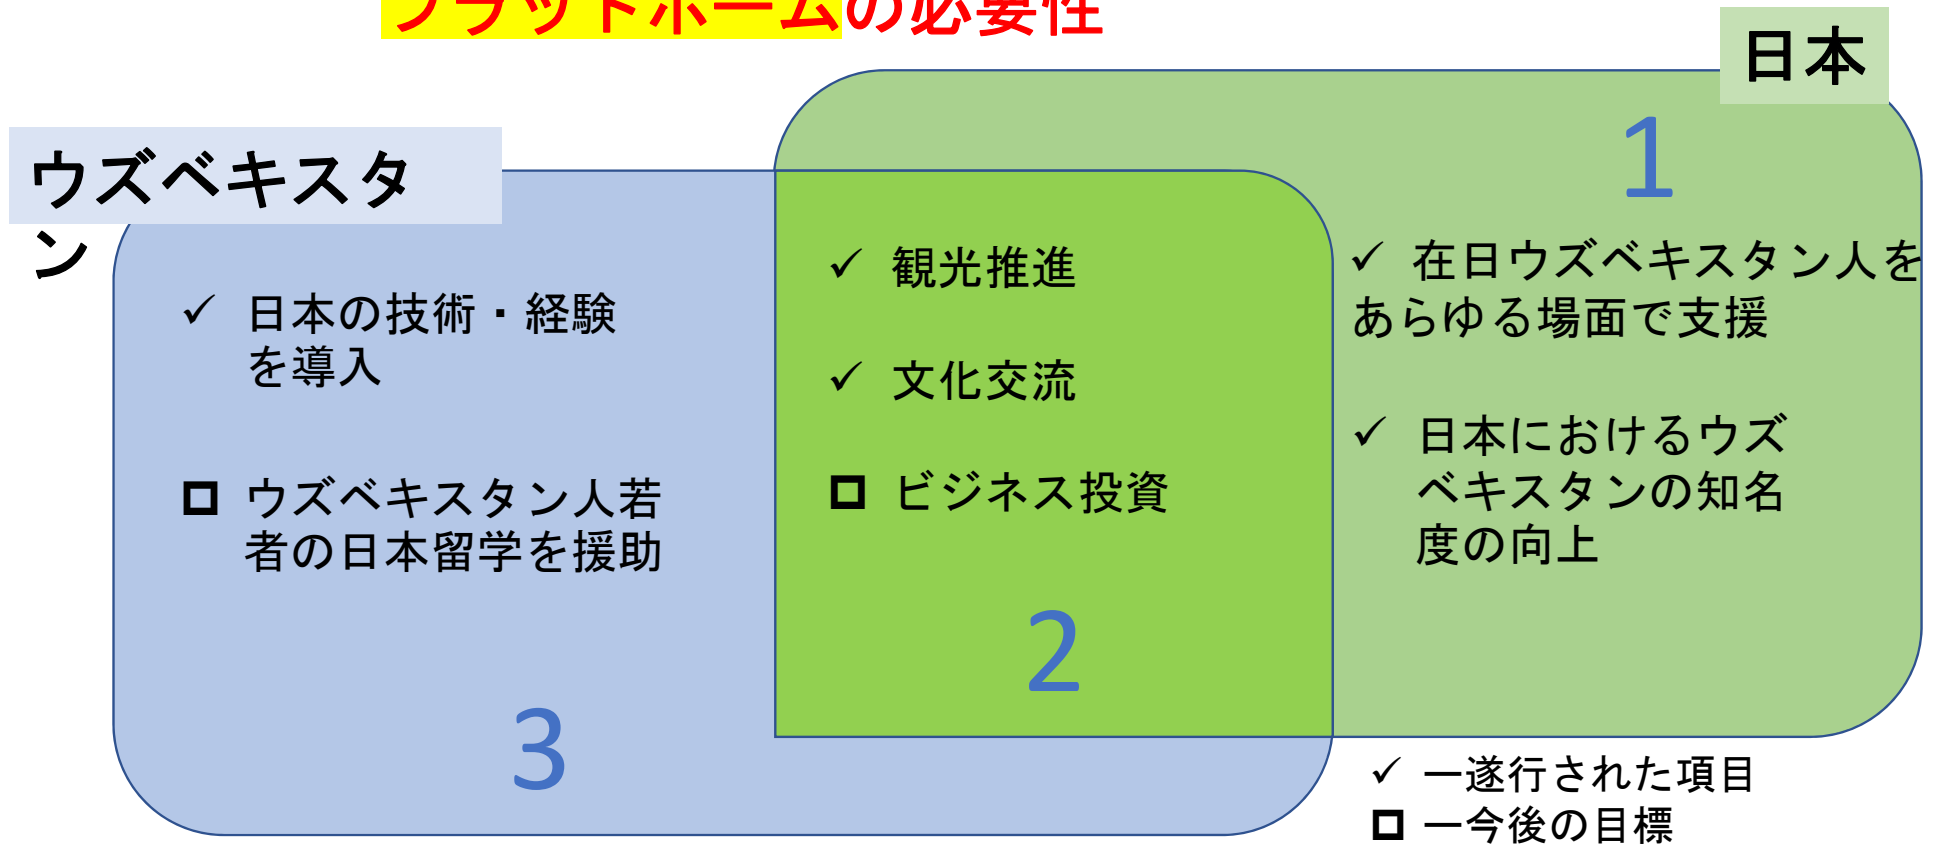 プラットホームの必要性
日本
ウズベキスタ
ン
1
✓ 在日ウズベキスタン人を
あらゆる場面で支援
✓ 日本におけるウズ
ベキスタンの知名
度の向上
✓ 観光推進
✓ 文化交流
□ ビジネス投資
2
✓ 日本の技術・経験
を導入
□ ウズベキスタン人若
者の日本留学を援助
3
✓ ー遂行された項目
□ ー今後の目標